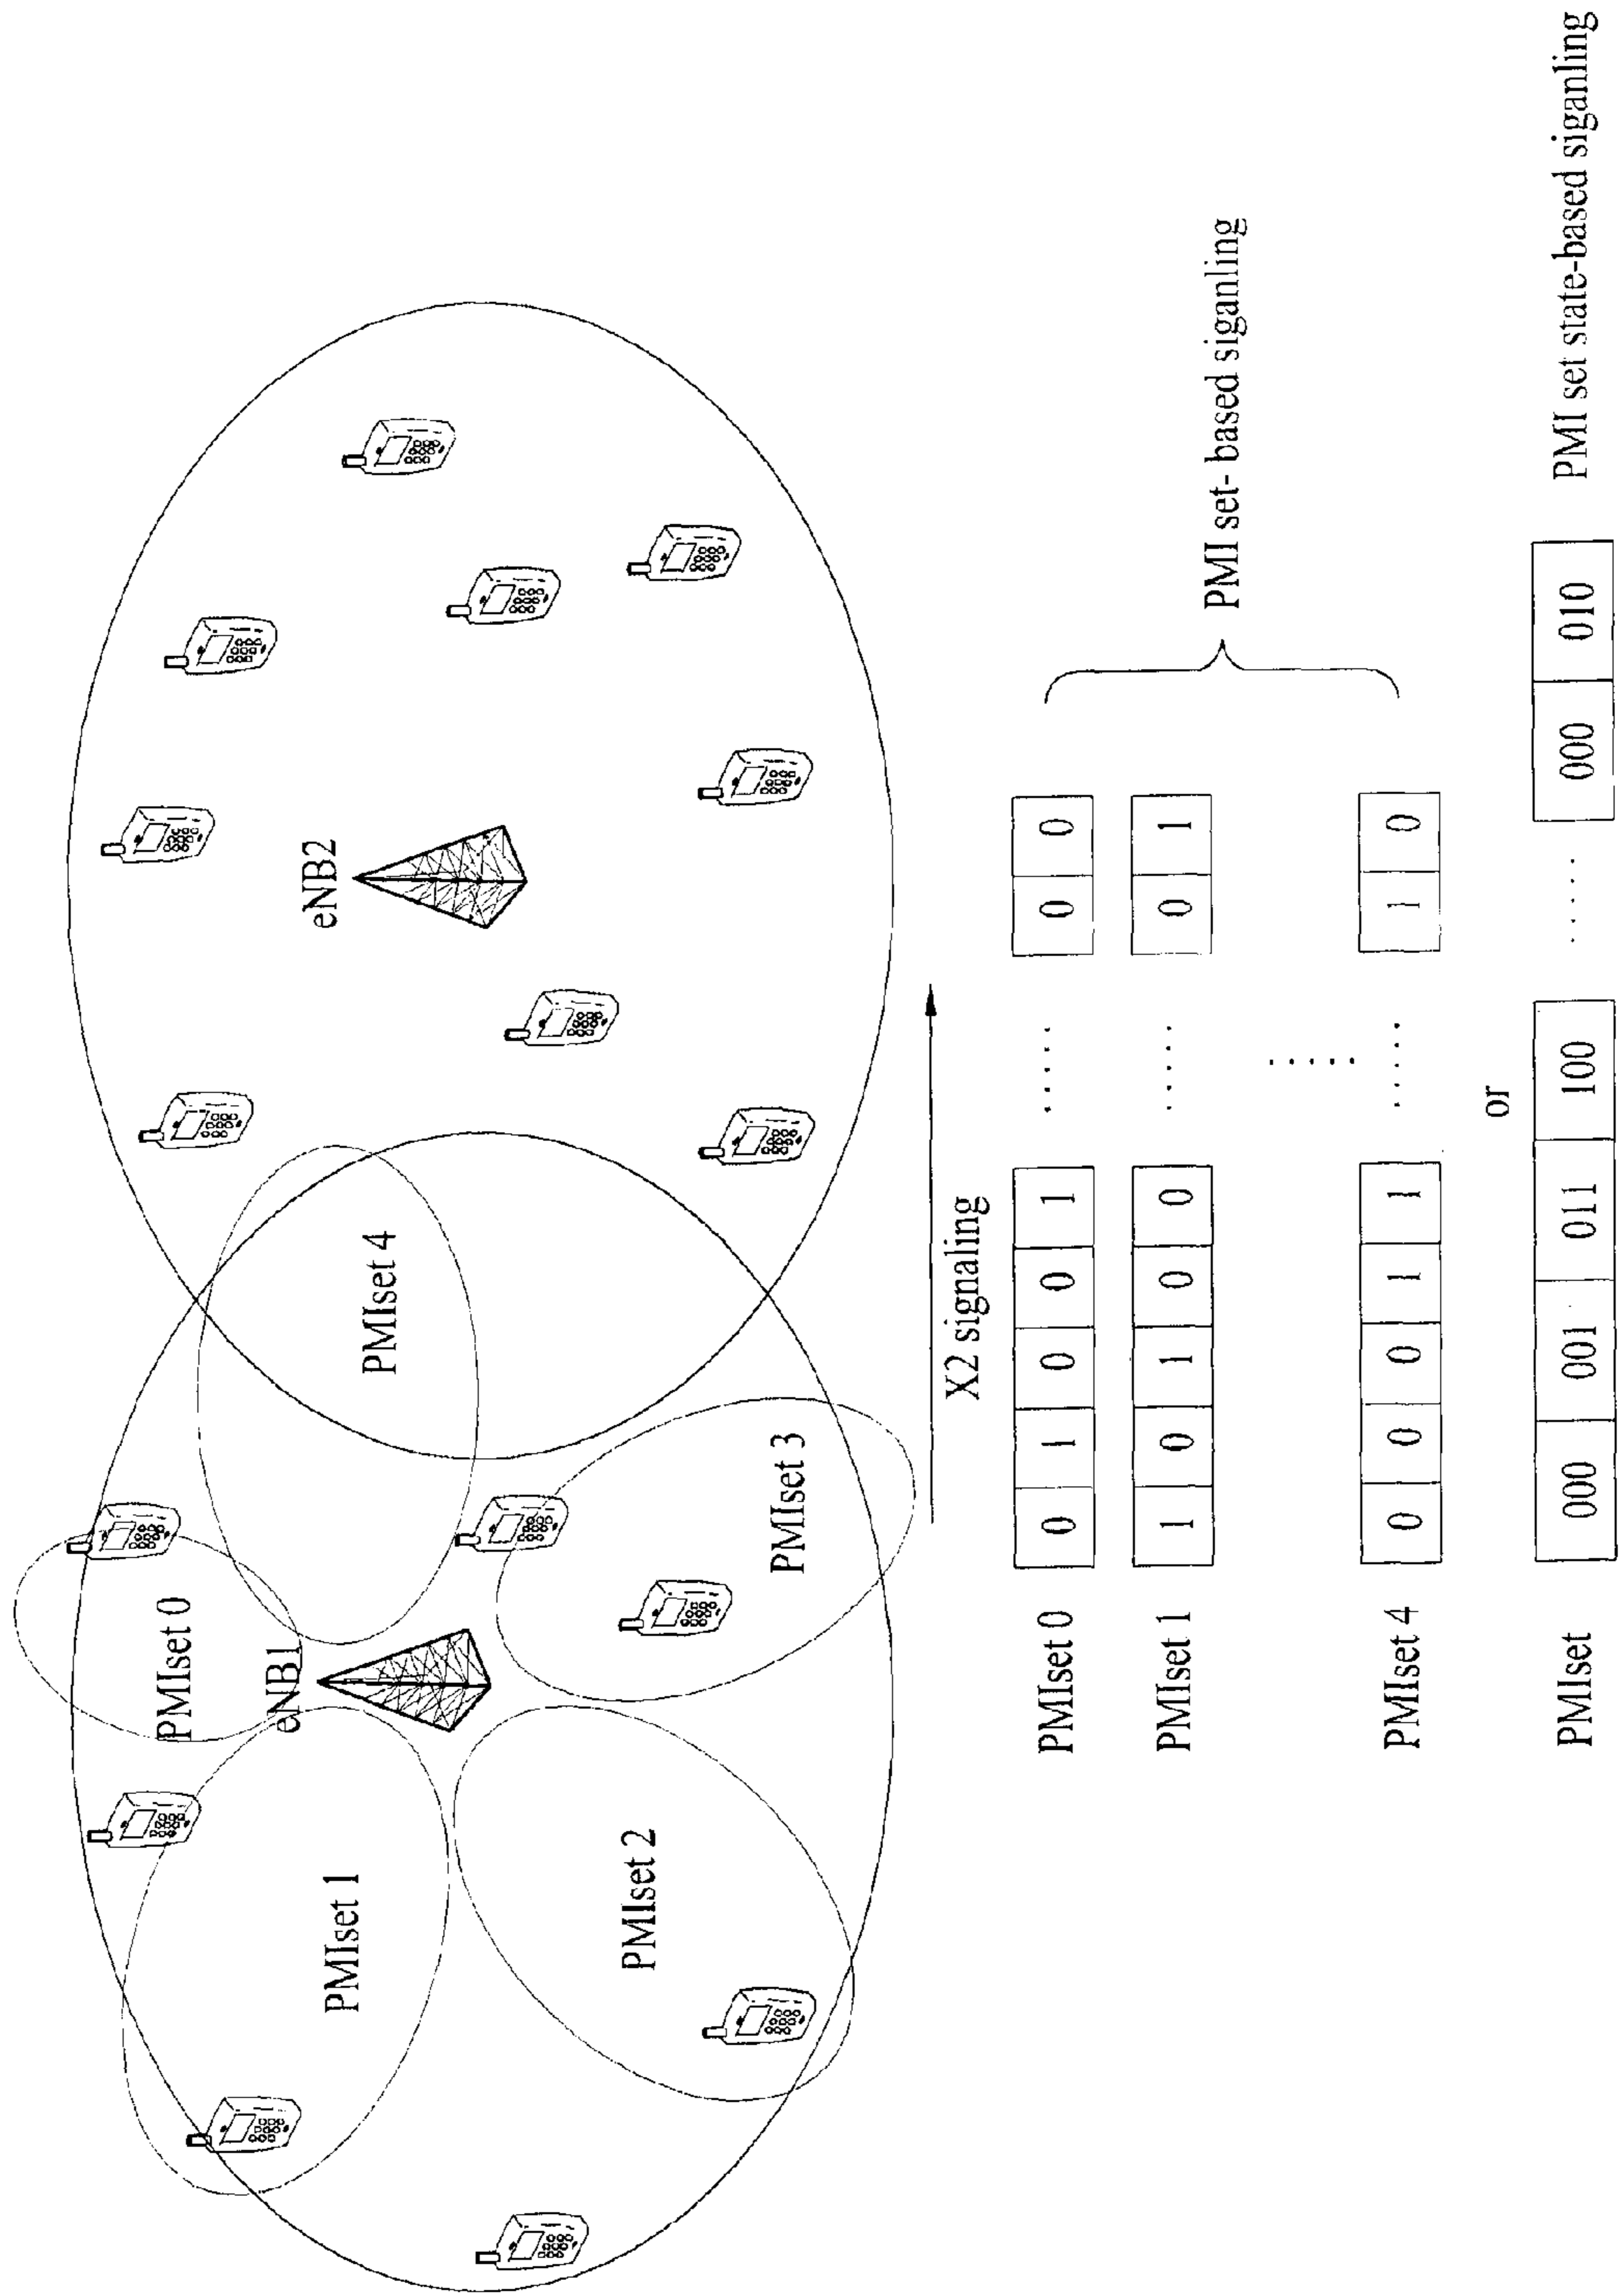 PMIset 0
eNB1
PMIset 1
PMIset 2
PMIset 3
PMIset 4
eNB2
X2 signaling
PMIset 0 0 1 0 0 1 ..... 0 0
PMIset 1 1 0 1 0 0 ..... 0 1
.....
PMIset 4 0 0 0 1 1 ..... 1 0
PMI set- based siganling
or
PMIset 000 001 011 100 ..... 000 010
PMI set state-based siganling